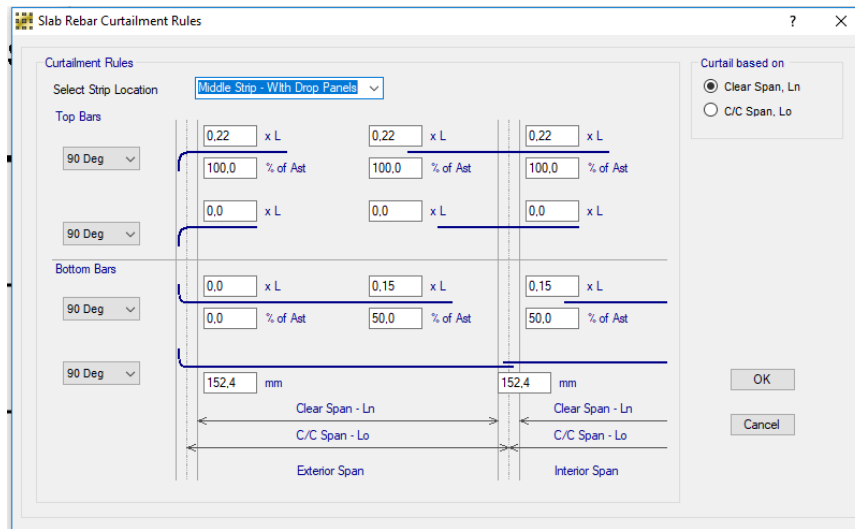 Slab Rebar Curtailment Rules ?
Curtailment Rules Curtail based on
Select Strip Location Middle Strip - With Drop Panels Clear Span, Ln
C/C Span, Lo
Top Bars
0,22 x L 0,22 x L 0,22 x L
90 Deg
100,0 % of Ast 100,0 % of Ast 100,0 % of Ast
0,0 x L 0,0 x L 0,0 x L
90 Deg
Bottom Bars
0,0 x L 0,15 x L 0,15 x L
90 Deg
0,0 % of Ast 50,0 % of Ast 50,0 % of Ast
90 Deg
152,4 mm 152,4 mm OK
Clear Span - Ln Clear Span - Ln
Cancel
C/C Span - Lo C/C Span - Lo
Exterior Span Interior Span